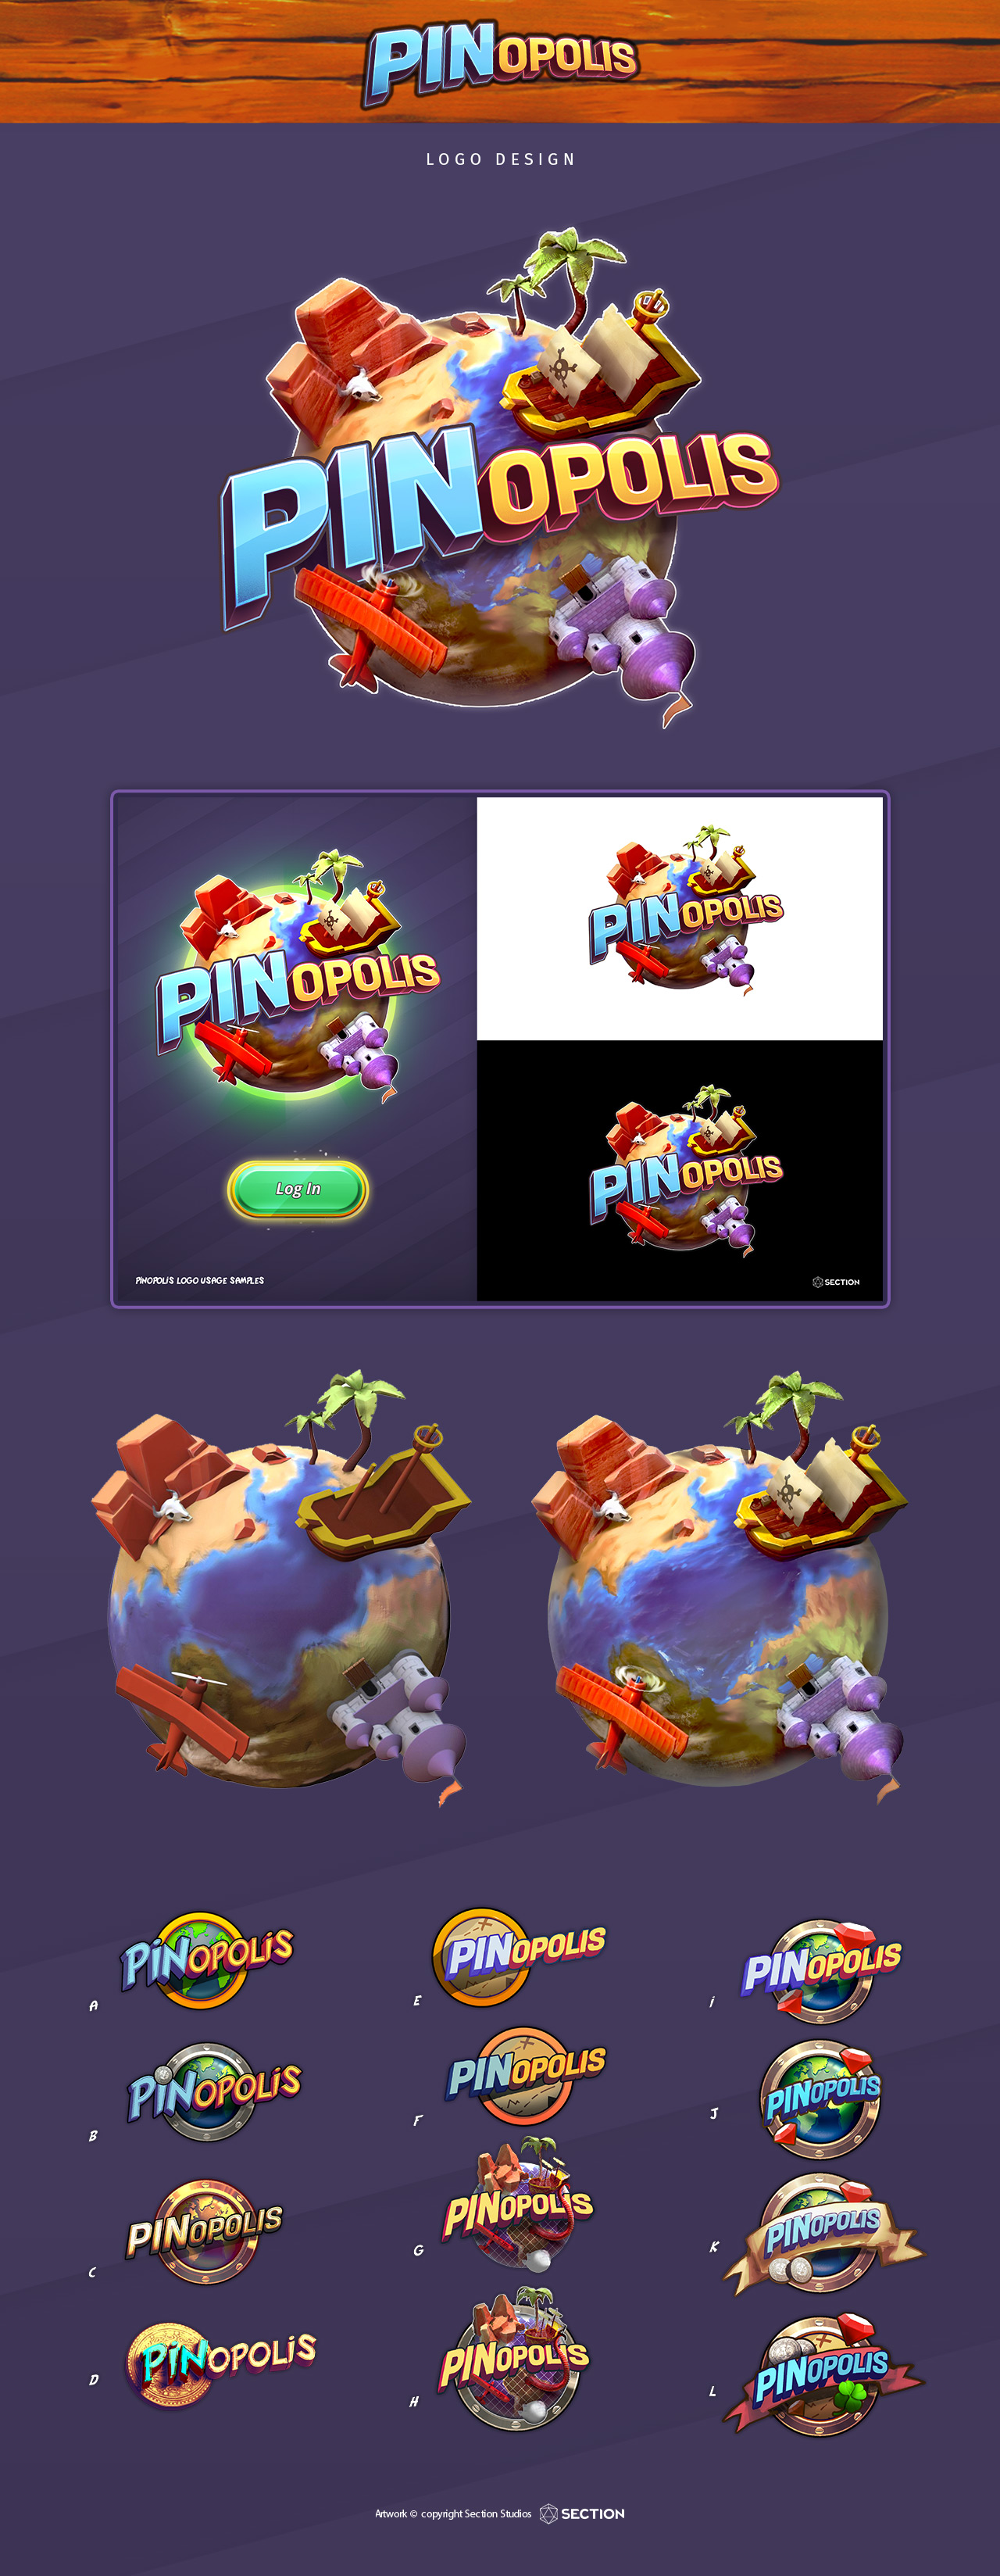 PINOPOLIS
LOGO DESIGN
PINOPOLIS
PINOPOLIS
PINOPOLIS
Log In
PINOPOLIS
PINOPOLIS LOGO USAGE SAMPLES
SECTION
PINOPOLIS
PINOPOLIS
PINOPOLIS
A
E
I
PINOPOLIS
PINOPOLIS
PINOPOLIS
B
F
J
PINOPOLIS
PINOPOLIS
PINOPOLIS
C
G
K
PINOPOLIS
PINOPOLIS
PINOPOLIS
D
H
L
Artwork © copyright Section Studios SECTION